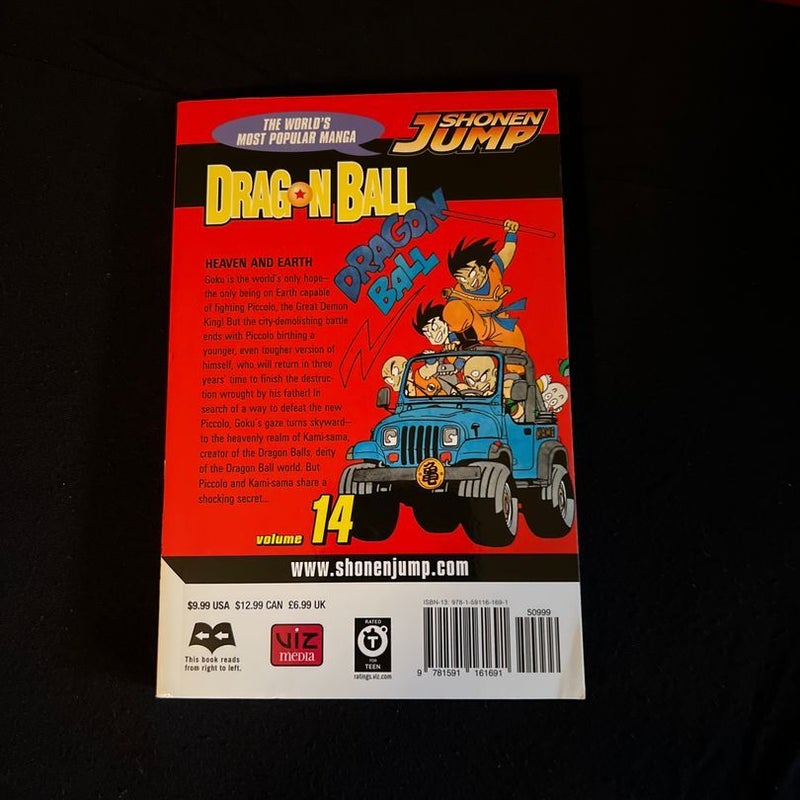 THE WORLD'S
MOST POPULAR MANGA
SHONEN
JUMP
DRAGON BALL
DRAGON
BALL
HEAVEN AND EARTH
Goku is the world's only hope—
the only being on Earth capable
of fighting Piccolo, the Great Demon
King! But the city-demolishing battle
ends with Piccolo birthing a
younger, even tougher version of
himself, who will return in three
years' time to finish the destruc-
tion wrought by his father! In
search of a way to defeat the new
Piccolo, Goku's gaze turns skyward—
to the heavenly realm of Kami-sama,
creator of the Dragon Balls, deity
of the Dragon Ball world. But
Piccolo and Kami-sama share a
shocking secret...
亀
volume 14
www.shonenjump.com
$9.99 USA $12.99 CAN £6.99 UK
This book reads
from right to left.
VIZ
media
RATED
T
FOR
TEEN
ratings.viz.com
ISBN-13: 978-1-59116-169-1
50999
9 781591 161691